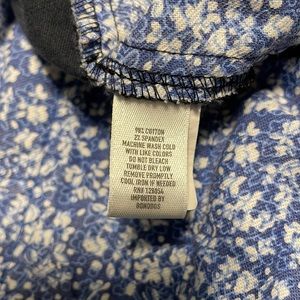 98% COTTON
2% SPANDEX
MACHINE WASH COLD
WITH LIKE COLORS
DO NOT BLEACH
TUMBLE DRY LOW
REMOVE PROMPTLY
COOL IRON IF NEEDED
RN# 128054
IMPORTED BY
BONOBOS